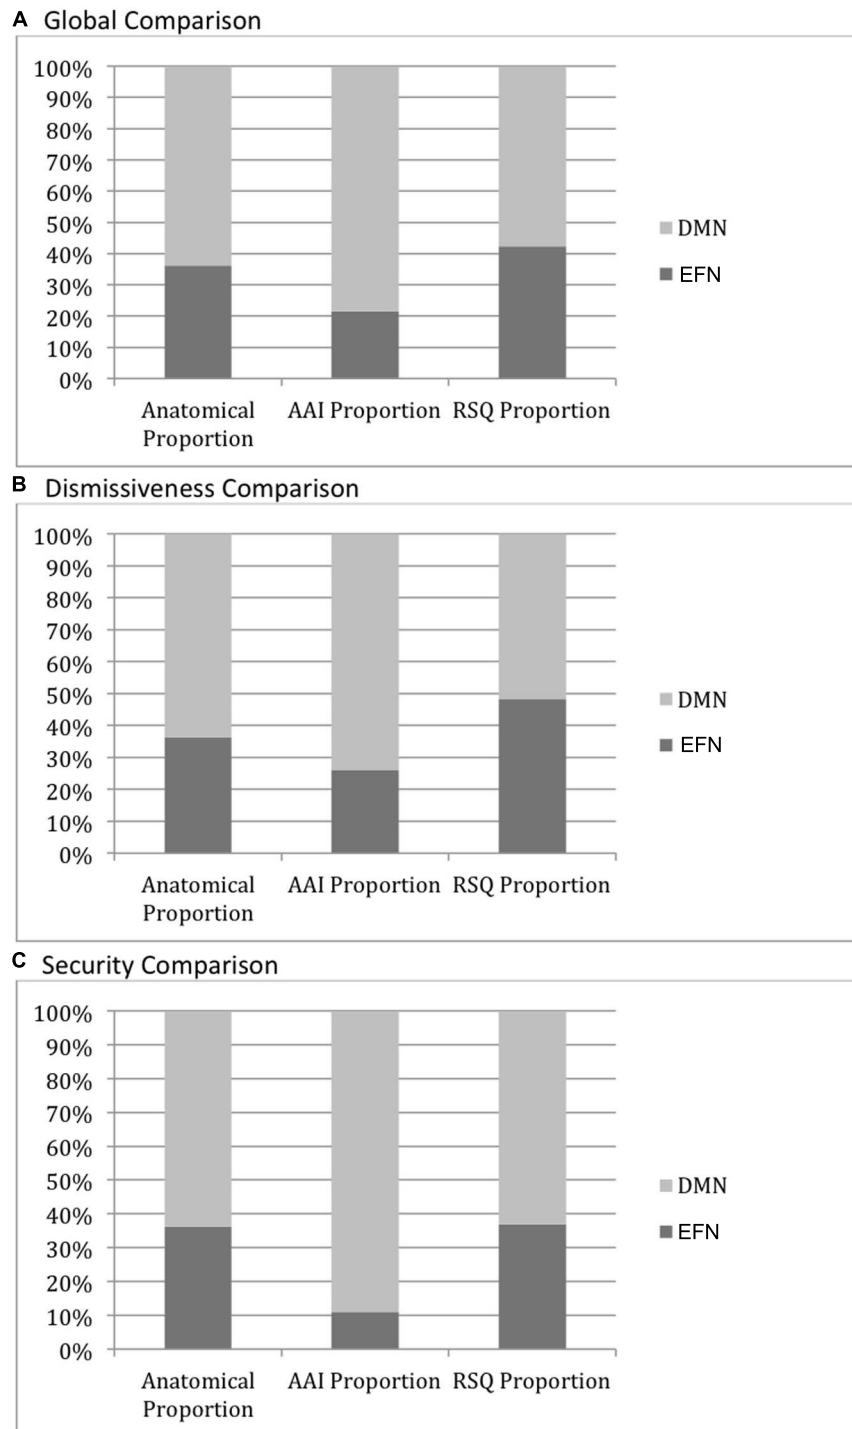 A Global Comparison
100%
90%
80%
70%
60%
50%
40%
30%
20%
10%
0%
Anatomical Proportion
AAI Proportion
RSQ Proportion
DMN
EFN
B Dismissiveness Comparison
100%
90%
80%
70%
60%
50%
40%
30%
20%
10%
0%
Anatomical Proportion
AAI Proportion
RSQ Proportion
DMN
EFN
C Security Comparison
100%
90%
80%
70%
60%
50%
40%
30%
20%
10%
0%
Anatomical Proportion
AAI Proportion
RSQ Proportion
DMN
EFN